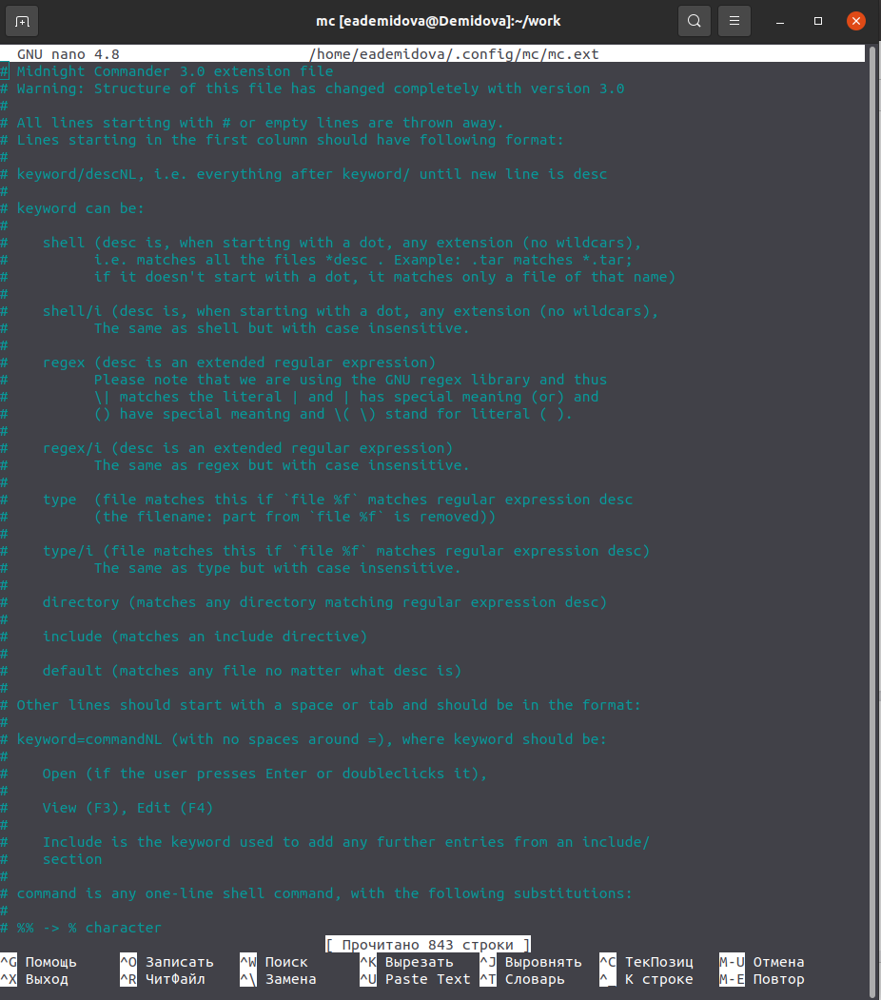 mc [eademidova@Demidova]:~/work
GNU nano 4.8 /home/eademidova/.config/mc/mc.ext
# Midnight Commander 3.0 extension file
# Warning: Structure of this file has changed completely with version 3.0
#
# All lines starting with # or empty lines are thrown away.
# Lines starting in the first column should have following format:
#
# keyword/descNL, i.e. everything after keyword/ until new line is desc
#
# keyword can be:
#
#    shell (desc is, when starting with a dot, any extension (no wildcars),
#          i.e. matches all the files *desc . Example: .tar matches *.tar;
#          if it doesn't start with a dot, it matches only a file of that name)
#
#    shell/i (desc is, when starting with a dot, any extension (no wildcars),
#          The same as shell but with case insensitive.
#
#    regex (desc is an extended regular expression)
#          Please note that we are using the GNU regex library and thus
#          \| matches the literal | and | has special meaning (or) and
#          () have special meaning and \( \) stand for literal ( ).
#
#    regex/i (desc is an extended regular expression)
#          The same as regex but with case insensitive.
#
#    type  (file matches this if `file %f` matches regular expression desc
#          (the filename: part from `file %f` is removed))
#
#    type/i (file matches this if `file %f` matches regular expression desc)
#          The same as type but with case insensitive.
#
#    directory (matches any directory matching regular expression desc)
#
#    include (matches an include directive)
#
#    default (matches any file no matter what desc is)
#
# Other lines should start with a space or tab and should be in the format:
#
# keyword=commandNL (with no spaces around =), where keyword should be:
#
#    Open (if the user presses Enter or doubleclicks it),
#
#    View (F3), Edit (F4)
#
#    Include is the keyword used to add any further entries from an include/
#    section
#
# command is any one-line shell command, with the following substitutions:
#
# %% -> % character
[ Прочитано 843 строки ]
^G Помощь ^O Записать ^W Поиск ^K Вырезать ^J Выровнять ^C ТекПозиц M-U Отмена
^X Выход ^R ЧитФайл ^\ Замена ^U Paste Text ^T Словарь ^_ К строке M-E Повтор